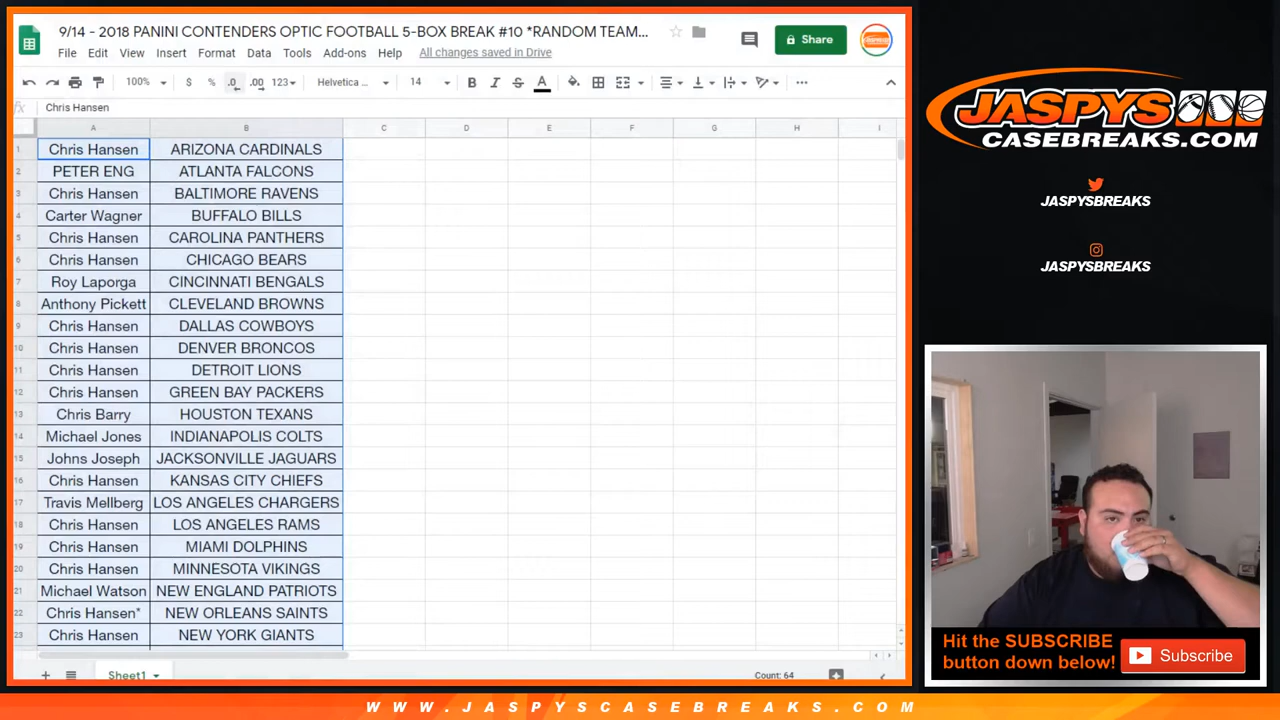 9/14 - 2018 PANINI CONTENDERS OPTIC FOOTBALL 5-BOX BREAK #10 *RANDOM TEAM...
File Edit View Format Data Tools Add-ons Help All changes saved in Drive
Share
100% $ % .0 .00 123 Helvetica ... 14 B I S A
fx Chris Hansen
A B C D E F G H I
1 Chris Hansen ARIZONA CARDINALS
2 PETER ENG ATLANTA FALCONS
3 Chris Hansen BALTIMORE RAVENS
4 Carter Wagner BUFFALO BILLS
5 Chris Hansen CAROLINA PANTHERS
6 Chris Hansen CHICAGO BEARS
7 Roy Laporga CINCINNATI BENGALS
8 Anthony Pickett CLEVELAND BROWNS
9 Chris Hansen DALLAS COWBOYS
10 Chris Hansen DENVER BRONCOS
11 Chris Hansen DETROIT LIONS
12 Chris Hansen GREEN BAY PACKERS
13 Chris Barry HOUSTON TEXANS
14 Michael Jones INDIANAPOLIS COLTS
15 Johns Joseph JACKSONVILLE JAGUARS
16 Chris Hansen KANSAS CITY CHIEFS
17 Travis Mellberg LOS ANGELES CHARGERS
18 Chris Hansen LOS ANGELES RAMS
19 Chris Hansen MIAMI DOLPHINS
20 Chris Hansen MINNESOTA VIKINGS
21 Michael Watson NEW ENGLAND PATRIOTS
22 Chris Hansen* NEW ORLEANS SAINTS
23 Chris Hansen NEW YORK GIANTS
Sheet1
Count: 64
JASPYS
CASEBREAKS.COM
JASPYSBREAKS
JASPYSBREAKS
Hit the SUBSCRIBE
button down below!
Subscribe
WWW.JASPYSCASEBREAKS.COM